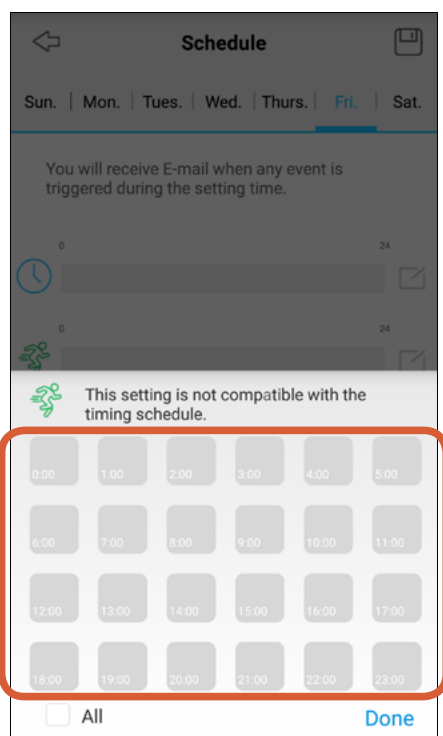 Schedule
Sun. | Mon. | Tues. | Wed. | Thurs. | Fri. | Sat.
You will receive E-mail when any event is
triggered during the setting time.
0 24
0 24
This setting is not compatible with the
timing schedule.
0:00 1:00 2:00 3:00 4:00 5:00
6:00 7:00 8:00 9:00 10:00 11:00
12:00 13:00 14:00 15:00 16:00 17:00
18:00 19:00 20:00 21:00 22:00 23:00
All Done